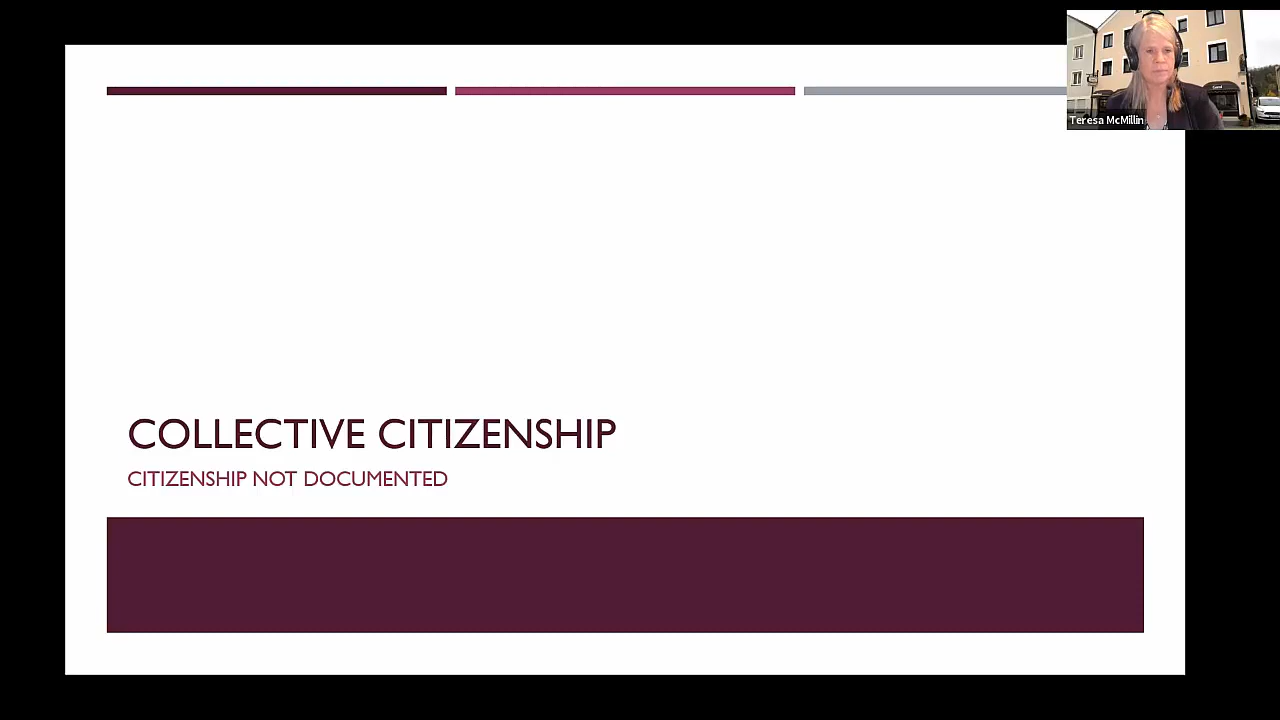 COLLECTIVE CITIZENSHIP
CITIZENSHIP NOT DOCUMENTED
Teresa McMillin